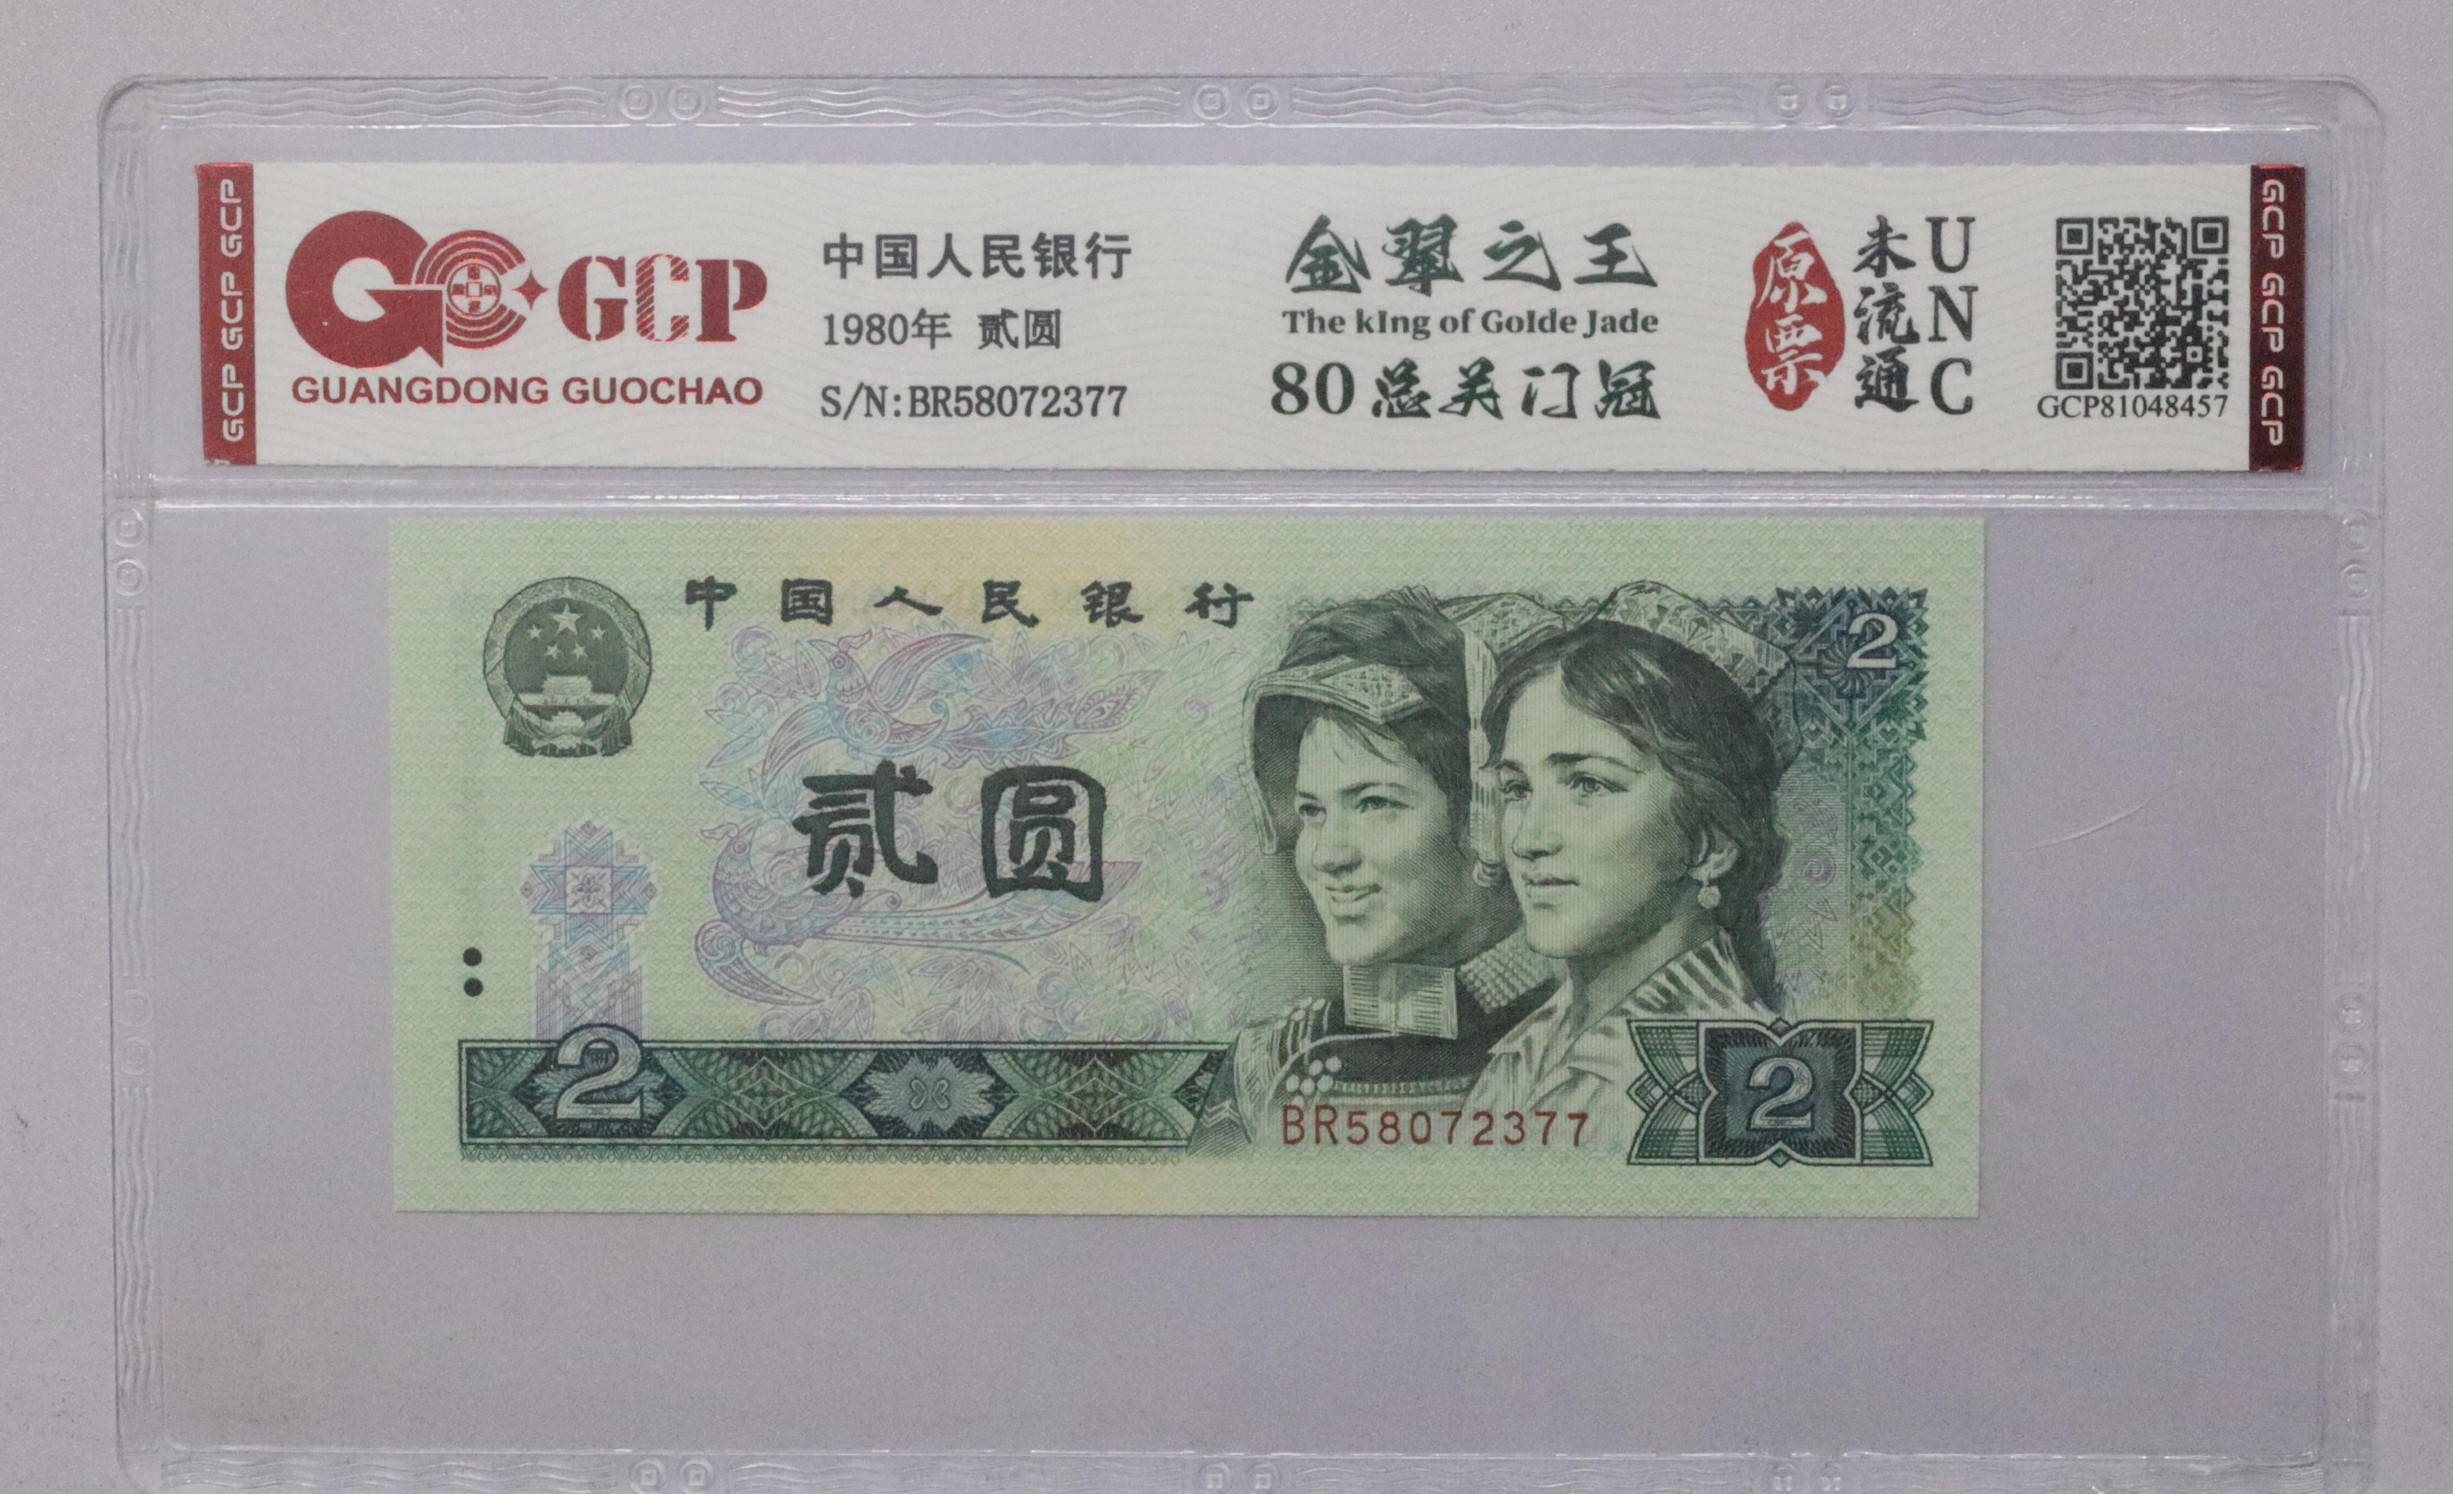 GCP GCP GCP
GCP
GUANGDONG GUOCHAO
中国人民银行
1980年 贰圆
S/N:BR58072377
金翠之王
The kIng of Golde Jade
80总关门冠
原票
未流通
UNC
GCP81048457
GCP GCP GCP
中国人民银行
2
贰圆
2
BR58072377
2